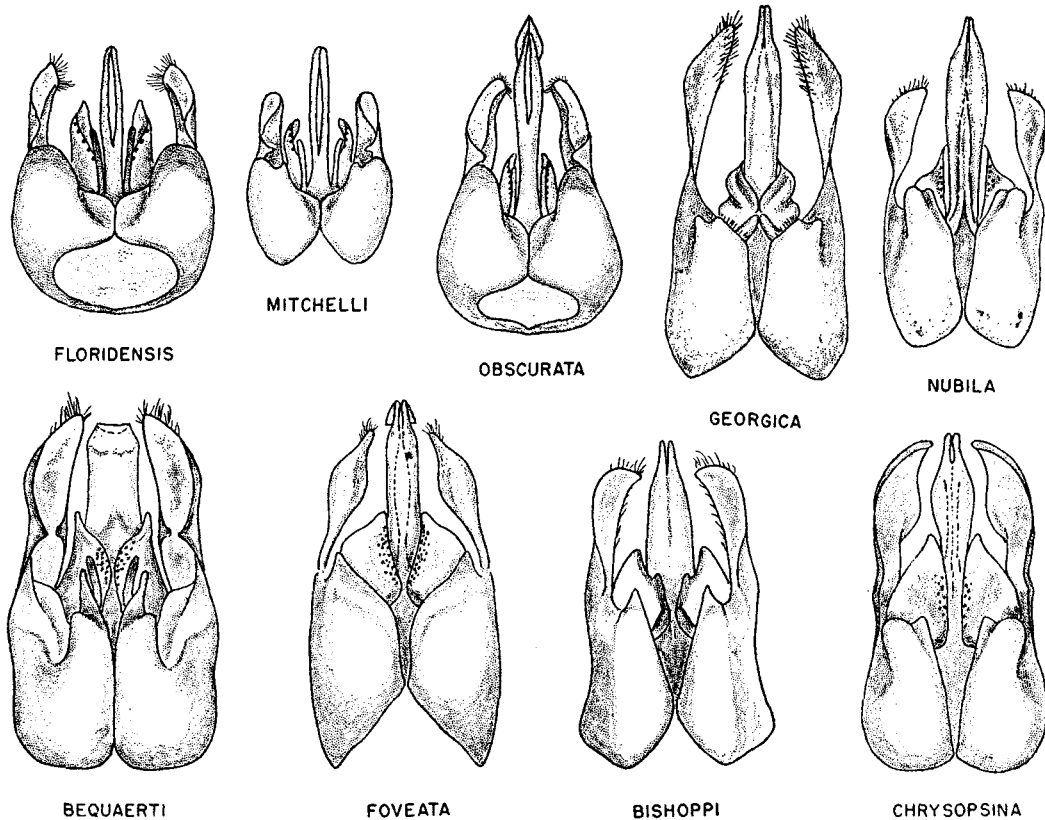 FLORIDENSIS
MITCHELLI
OBSCURATA
GEORGICA
NUBILA
BEQUAERTI
FOVEATA
BISHOPPI
CHRYSOPSINA